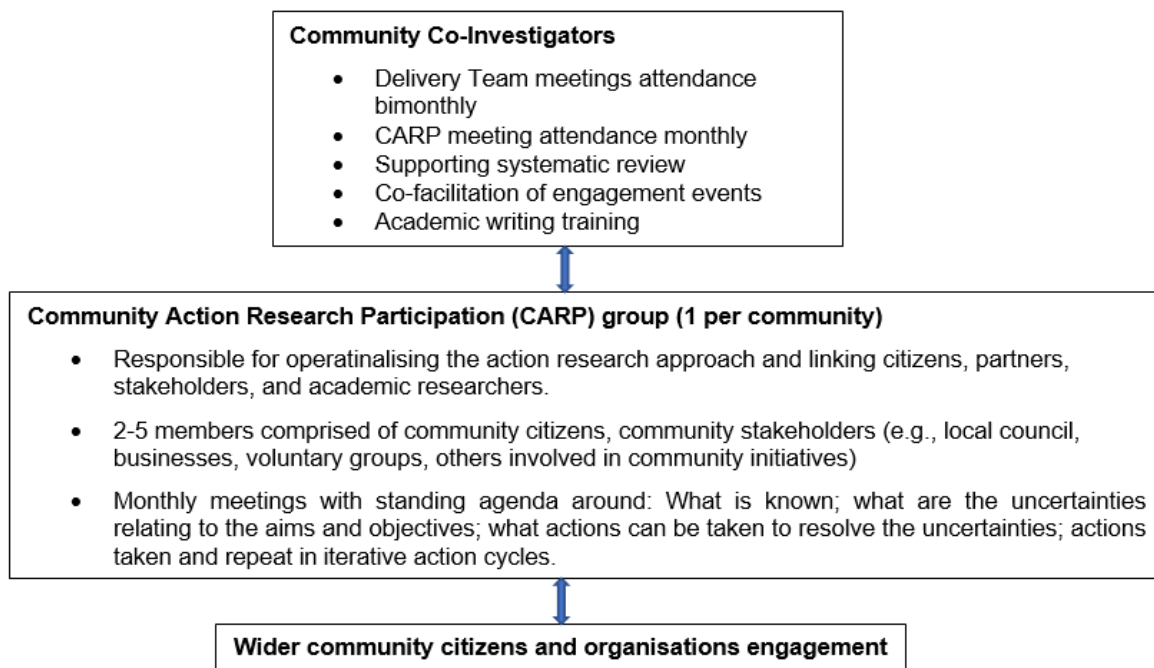 Community Co-Investigators
• Delivery Team meetings attendance
bimonthly
• CARP meeting attendance monthly
• Supporting systematic review
• Co-facilitation of engagement events
• Academic writing training
Community Action Research Participation (CARP) group (1 per community)
• Responsible for operatinalising the action research approach and linking citizens, partners,
stakeholders, and academic researchers.
• 2-5 members comprised of community citizens, community stakeholders (e.g., local council,
businesses, voluntary groups, others involved in community initiatives)
• Monthly meetings with standing agenda around: What is known; what are the uncertainties
relating to the aims and objectives; what actions can be taken to resolve the uncertainties; actions
taken and repeat in iterative action cycles.
Wider community citizens and organisations engagement